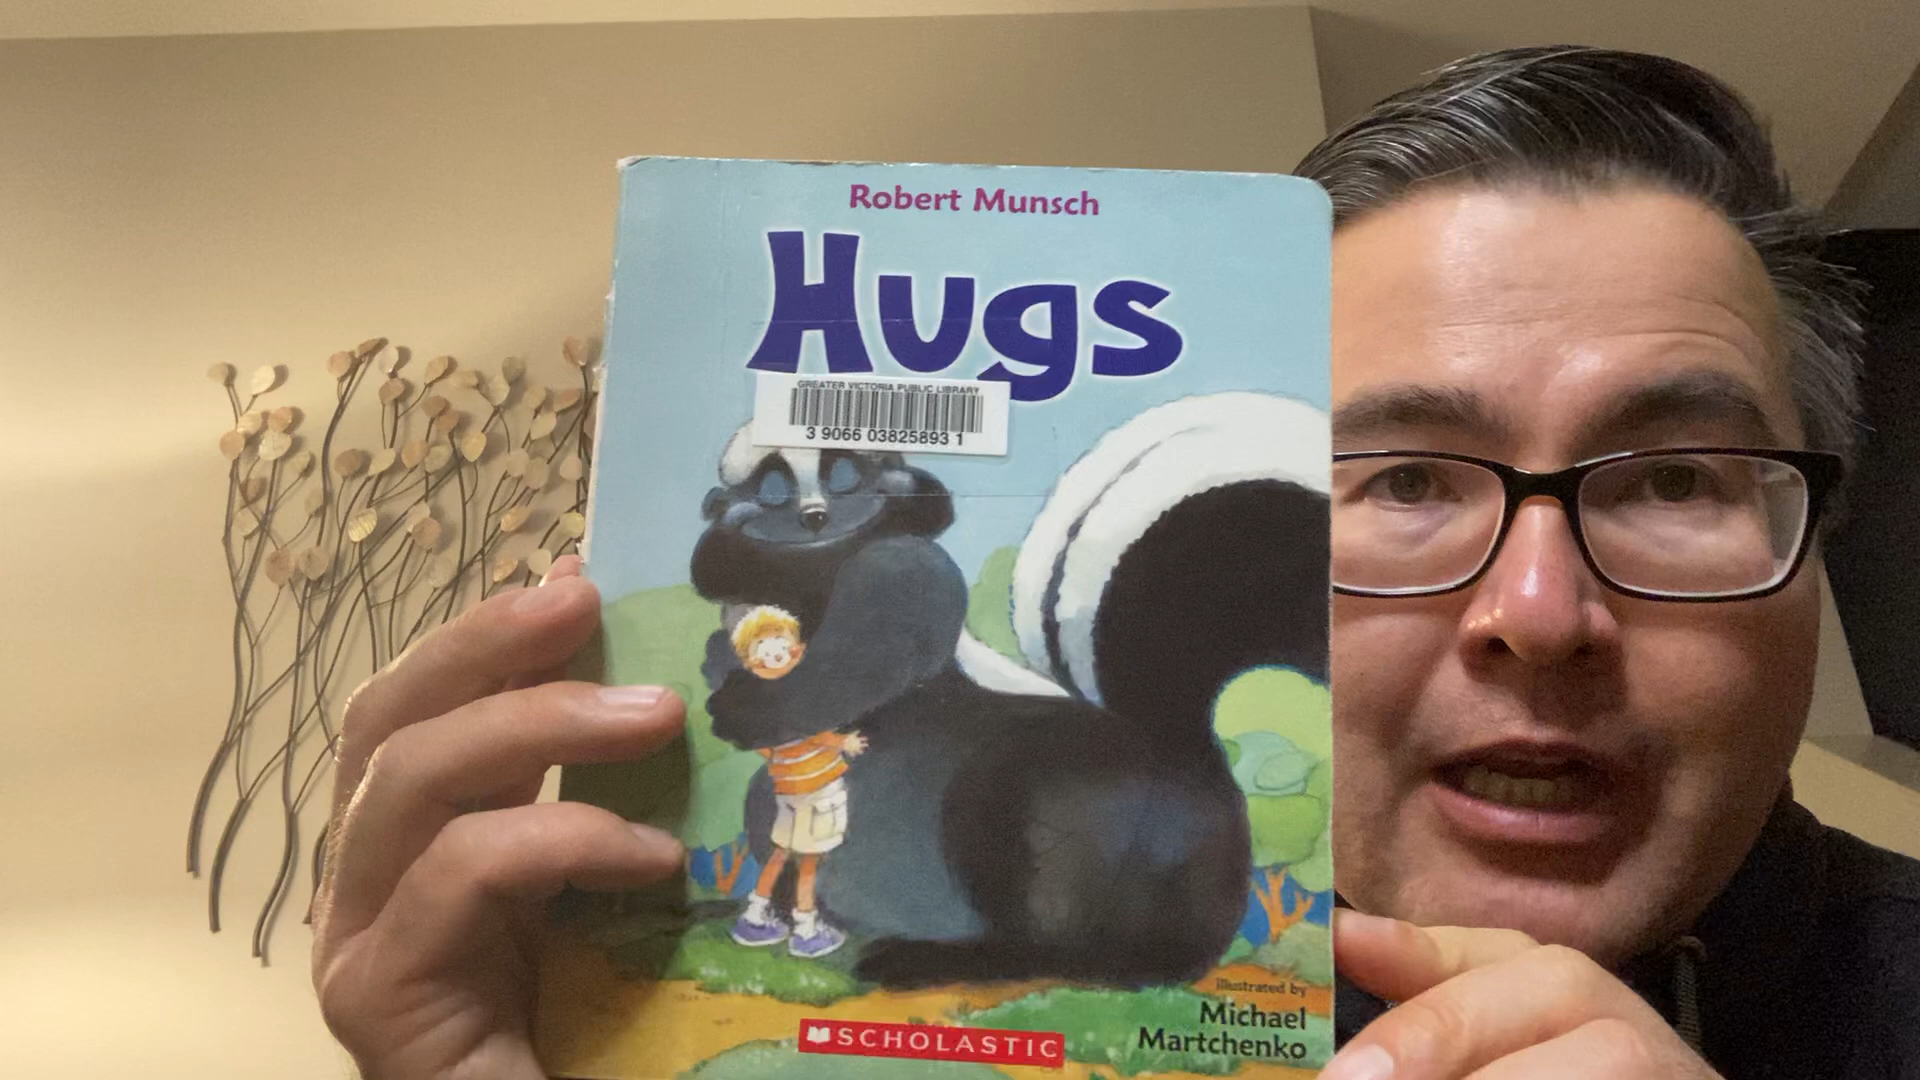 Robert Munsch
Hugs
GREATER VICTORIA PUBLIC LIBRARY
3 9066 03825893 1
illustrated by
Michael
Martchenko
SCHOLASTIC